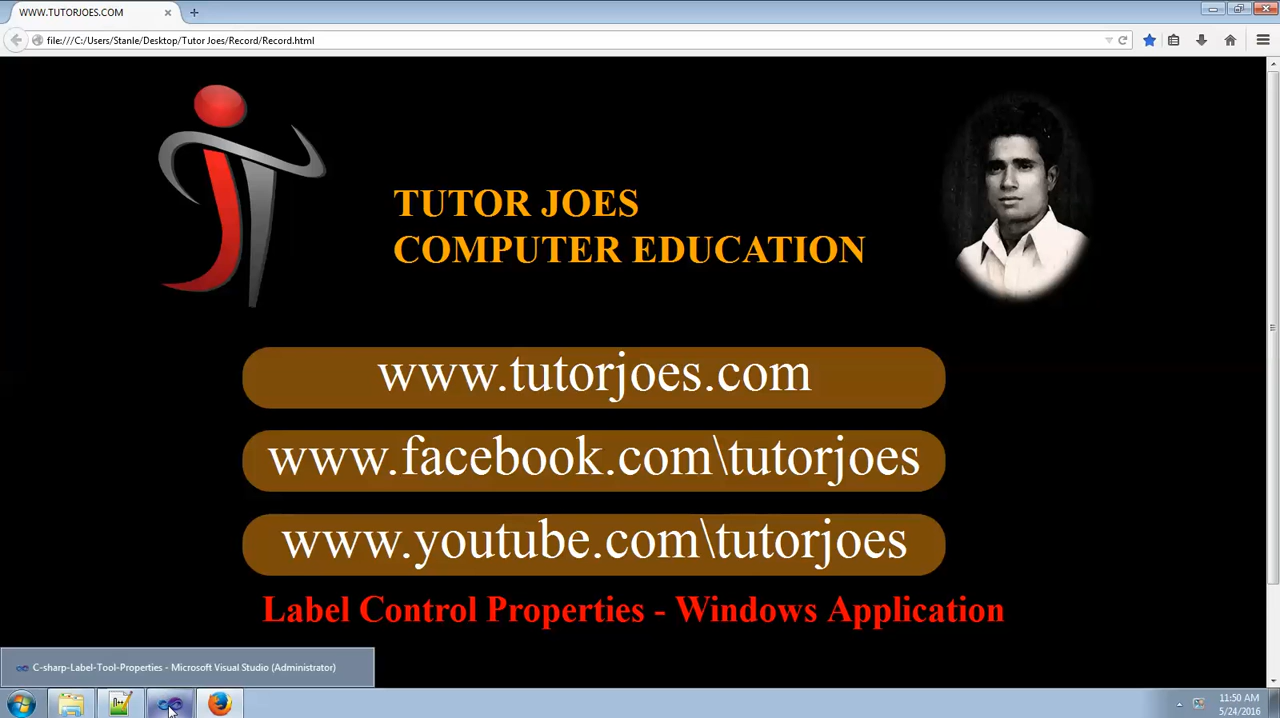 WWW.TUTORJOES.COM
file:///C:/Users/Stanle/Desktop/Tutor Joes/Record/Record.html
TUTOR JOES
COMPUTER EDUCATION
www.tutorjoes.com
www.facebook.com\tutorjoes
www.youtube.com\tutorjoes
Label Control Properties - Windows Application
C-sharp-Label-Tool-Properties - Microsoft Visual Studio (Administrator)
11:50 AM
5/24/2016